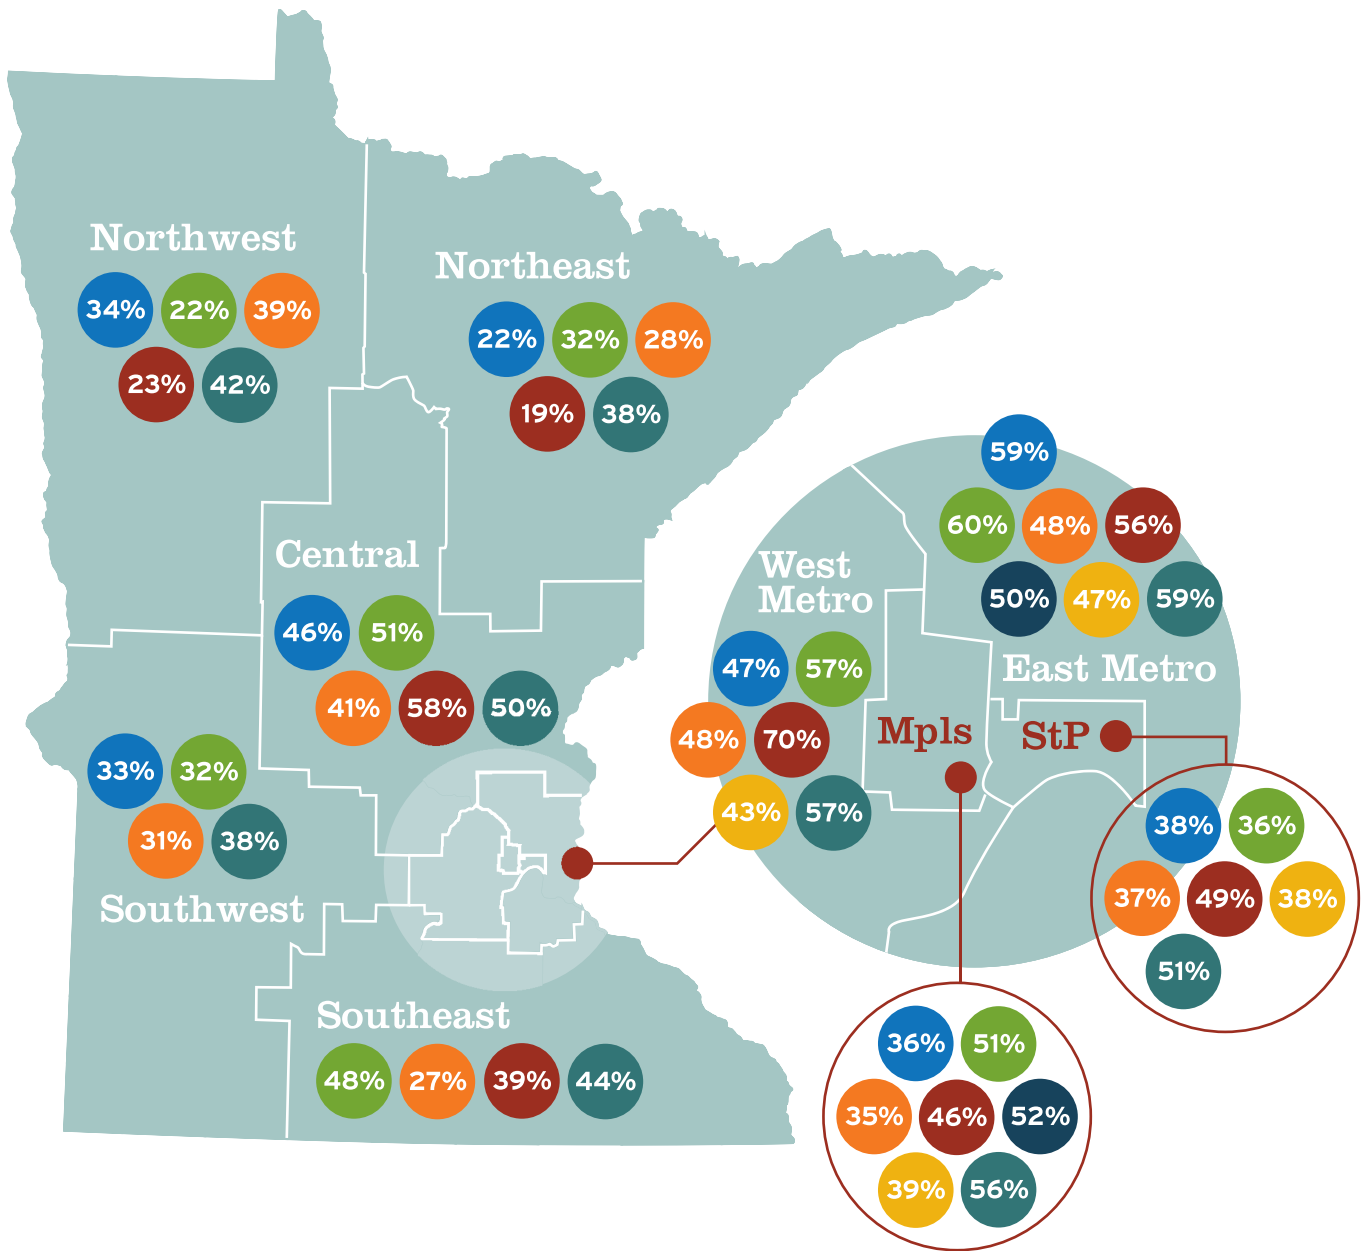 Northwest
34% 22% 39%
23% 42%
Northeast
22% 32% 28%
19% 38%
Central
46% 51%
41% 58% 50%
33% 32%
31% 38%
Southwest
Southeast
48% 27% 39% 44%
West
Metro
47% 57%
48% 70%
43% 57%
59%
60% 48% 56%
50% 47% 59%
East Metro
Mpls
StP
38% 36%
37% 49% 38%
51%
36% 51%
35% 46% 52%
39% 56%